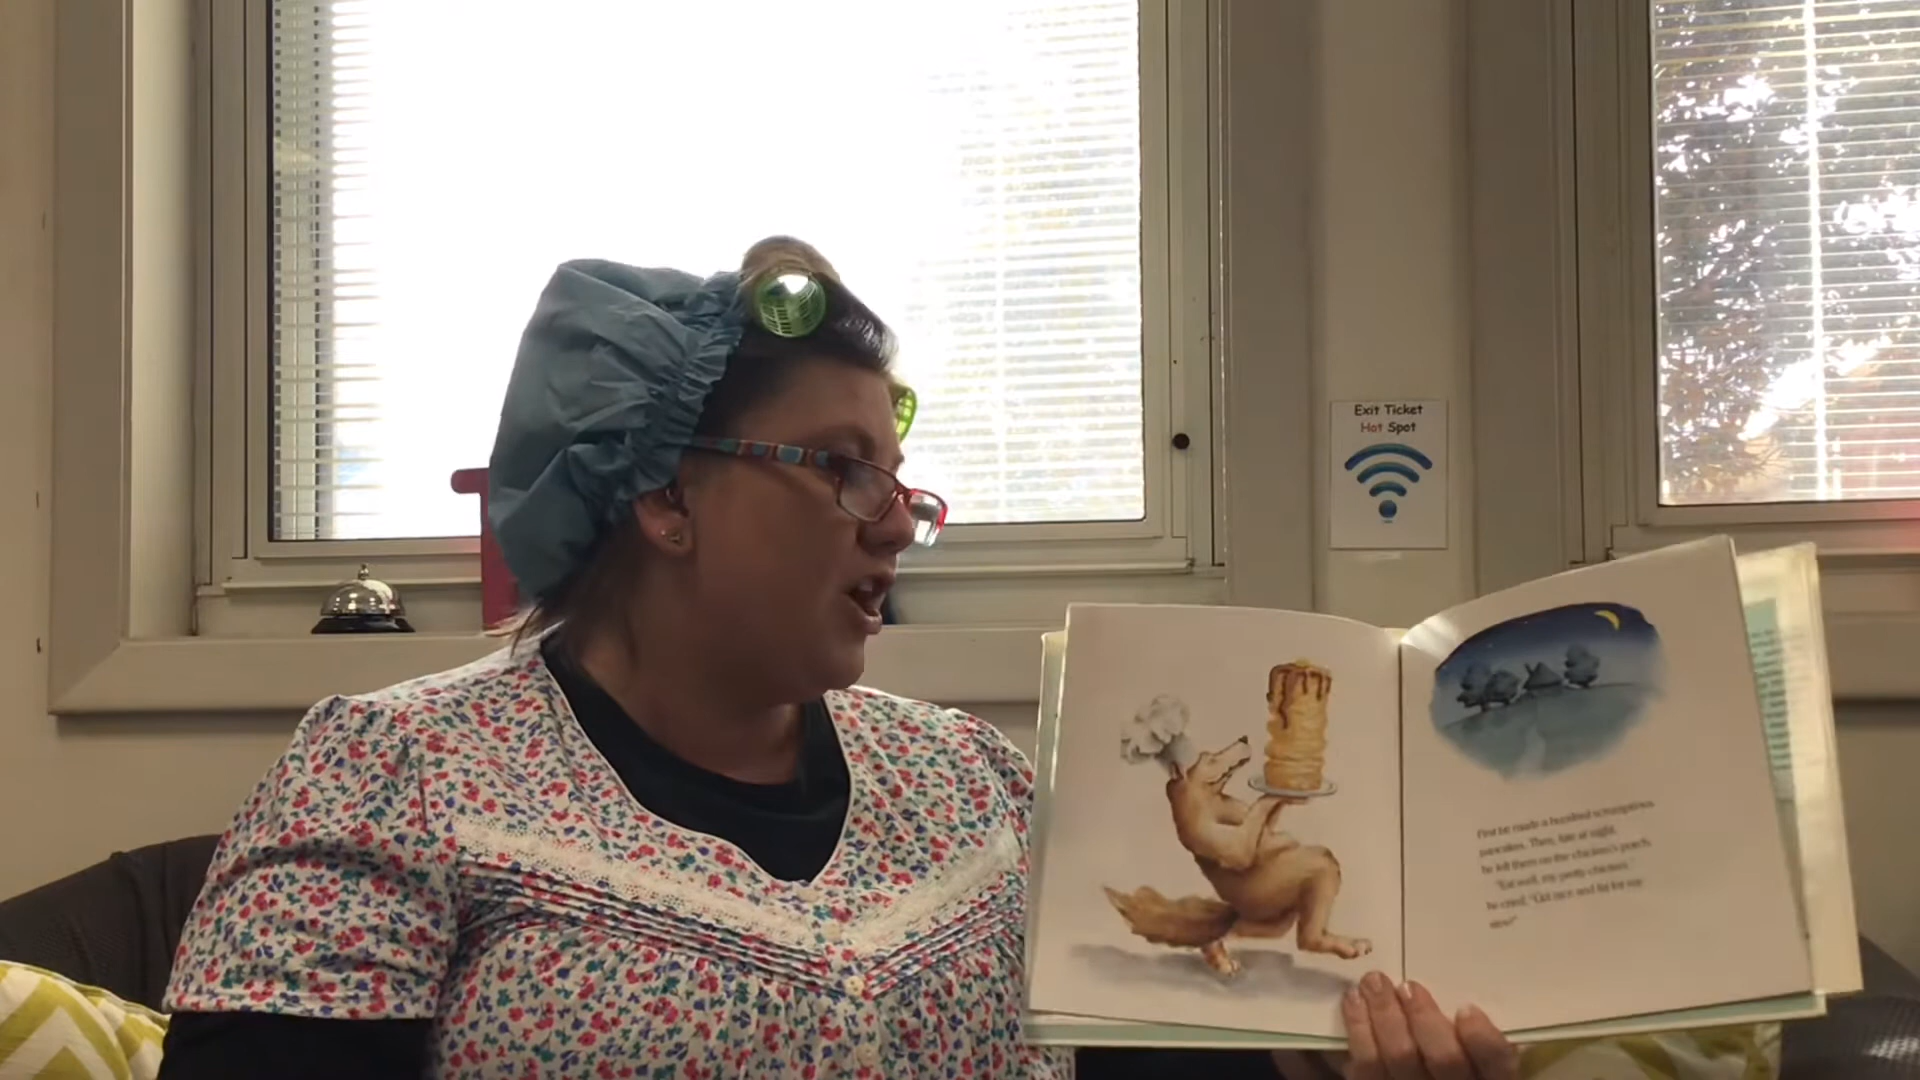 Exit Ticket
Hot Spot
First he made a hundred scrumptious
pancakes. Then, late at night,
he left them on the chicken's porch.
"Eat well, my pretty chicken,"
he cried. "Get nice and fat for my
stew!"